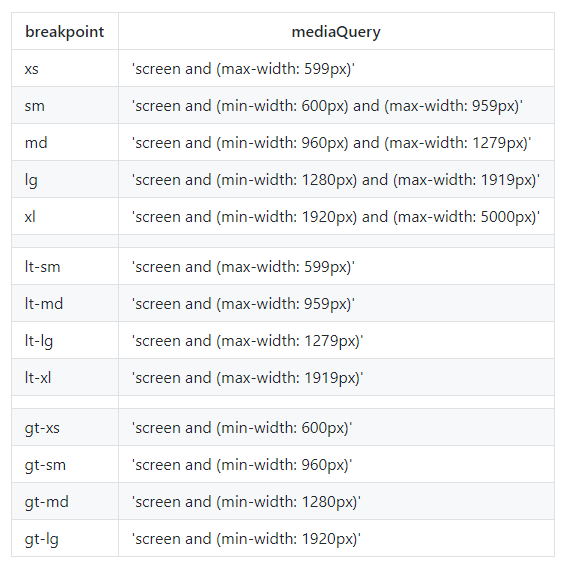 breakpoint mediaQuery
xs 'screen and (max-width: 599px)'
sm 'screen and (min-width: 600px) and (max-width: 959px)'
md 'screen and (min-width: 960px) and (max-width: 1279px)'
lg 'screen and (min-width: 1280px) and (max-width: 1919px)'
xl 'screen and (min-width: 1920px) and (max-width: 5000px)'
lt-sm 'screen and (max-width: 599px)'
lt-md 'screen and (max-width: 959px)'
lt-lg 'screen and (max-width: 1279px)'
lt-xl 'screen and (max-width: 1919px)'
gt-xs 'screen and (min-width: 600px)'
gt-sm 'screen and (min-width: 960px)'
gt-md 'screen and (min-width: 1280px)'
gt-lg 'screen and (min-width: 1920px)'